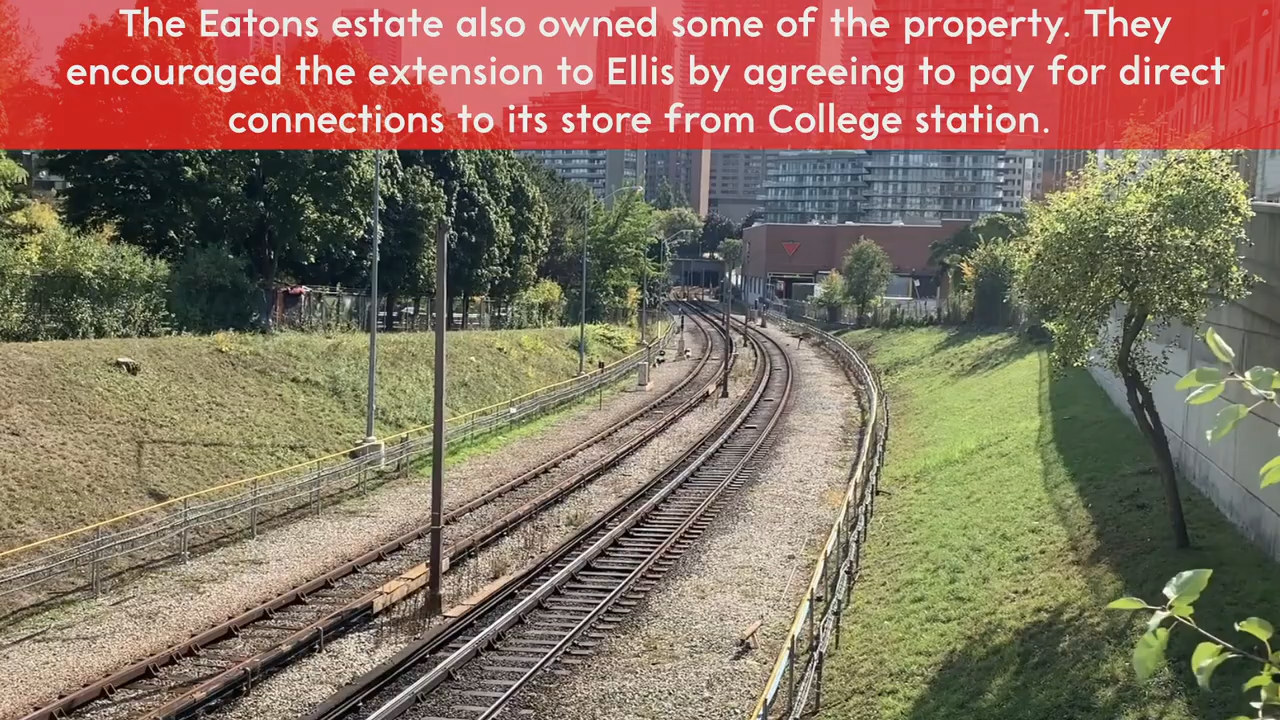 The Eatons estate also owned some of the property. They
encouraged the extension to Ellis by agreeing to pay for direct
connections to its store from College station.